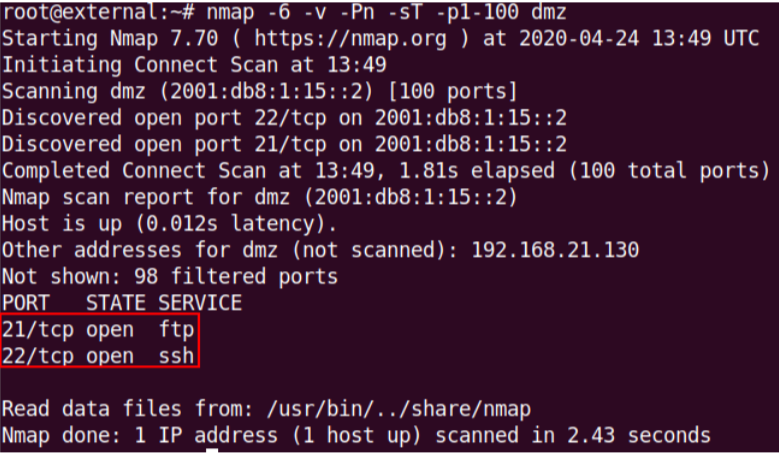 root@external:~# nmap -6 -v -Pn -sT -p1-100 dmz
Starting Nmap 7.70 ( https://nmap.org ) at 2020-04-24 13:49 UTC
Initiating Connect Scan at 13:49
Scanning dmz (2001:db8:1:15::2) [100 ports]
Discovered open port 22/tcp on 2001:db8:1:15::2
Discovered open port 21/tcp on 2001:db8:1:15::2
Completed Connect Scan at 13:49, 1.81s elapsed (100 total ports)
Nmap scan report for dmz (2001:db8:1:15::2)
Host is up (0.012s latency).
Other addresses for dmz (not scanned): 192.168.21.130
Not shown: 98 filtered ports
PORT   STATE SERVICE
21/tcp open  ftp
22/tcp open  ssh
Read data files from: /usr/bin/../share/nmap
Nmap done: 1 IP address (1 host up) scanned in 2.43 seconds